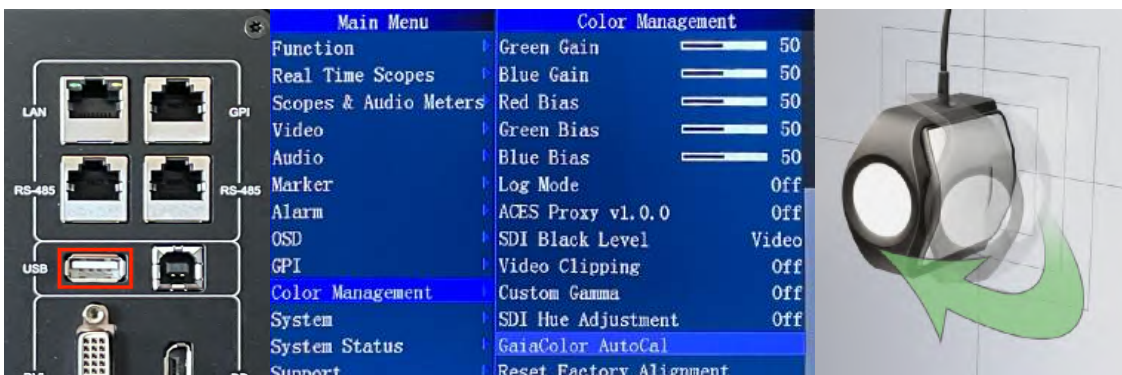 LAN
GPI
RS-485
RS-485
USB
Main Menu
Function
Real Time Scopes
Scopes & Audio Meters
Video
Audio
Marker
Alarm
OSD
GPI
Color Management
System
System Status
Support
Color Management
Green Gain 50
Blue Gain 50
Red Bias 50
Green Bias 50
Blue Bias 50
Log Mode Off
ACES Proxy v1.0.0 Off
SDI Black Level Video
Video Clipping Off
Custom Gamma Off
SDI Hue Adjustment Off
GaiaColor AutoCal
Reset Factory Alignment